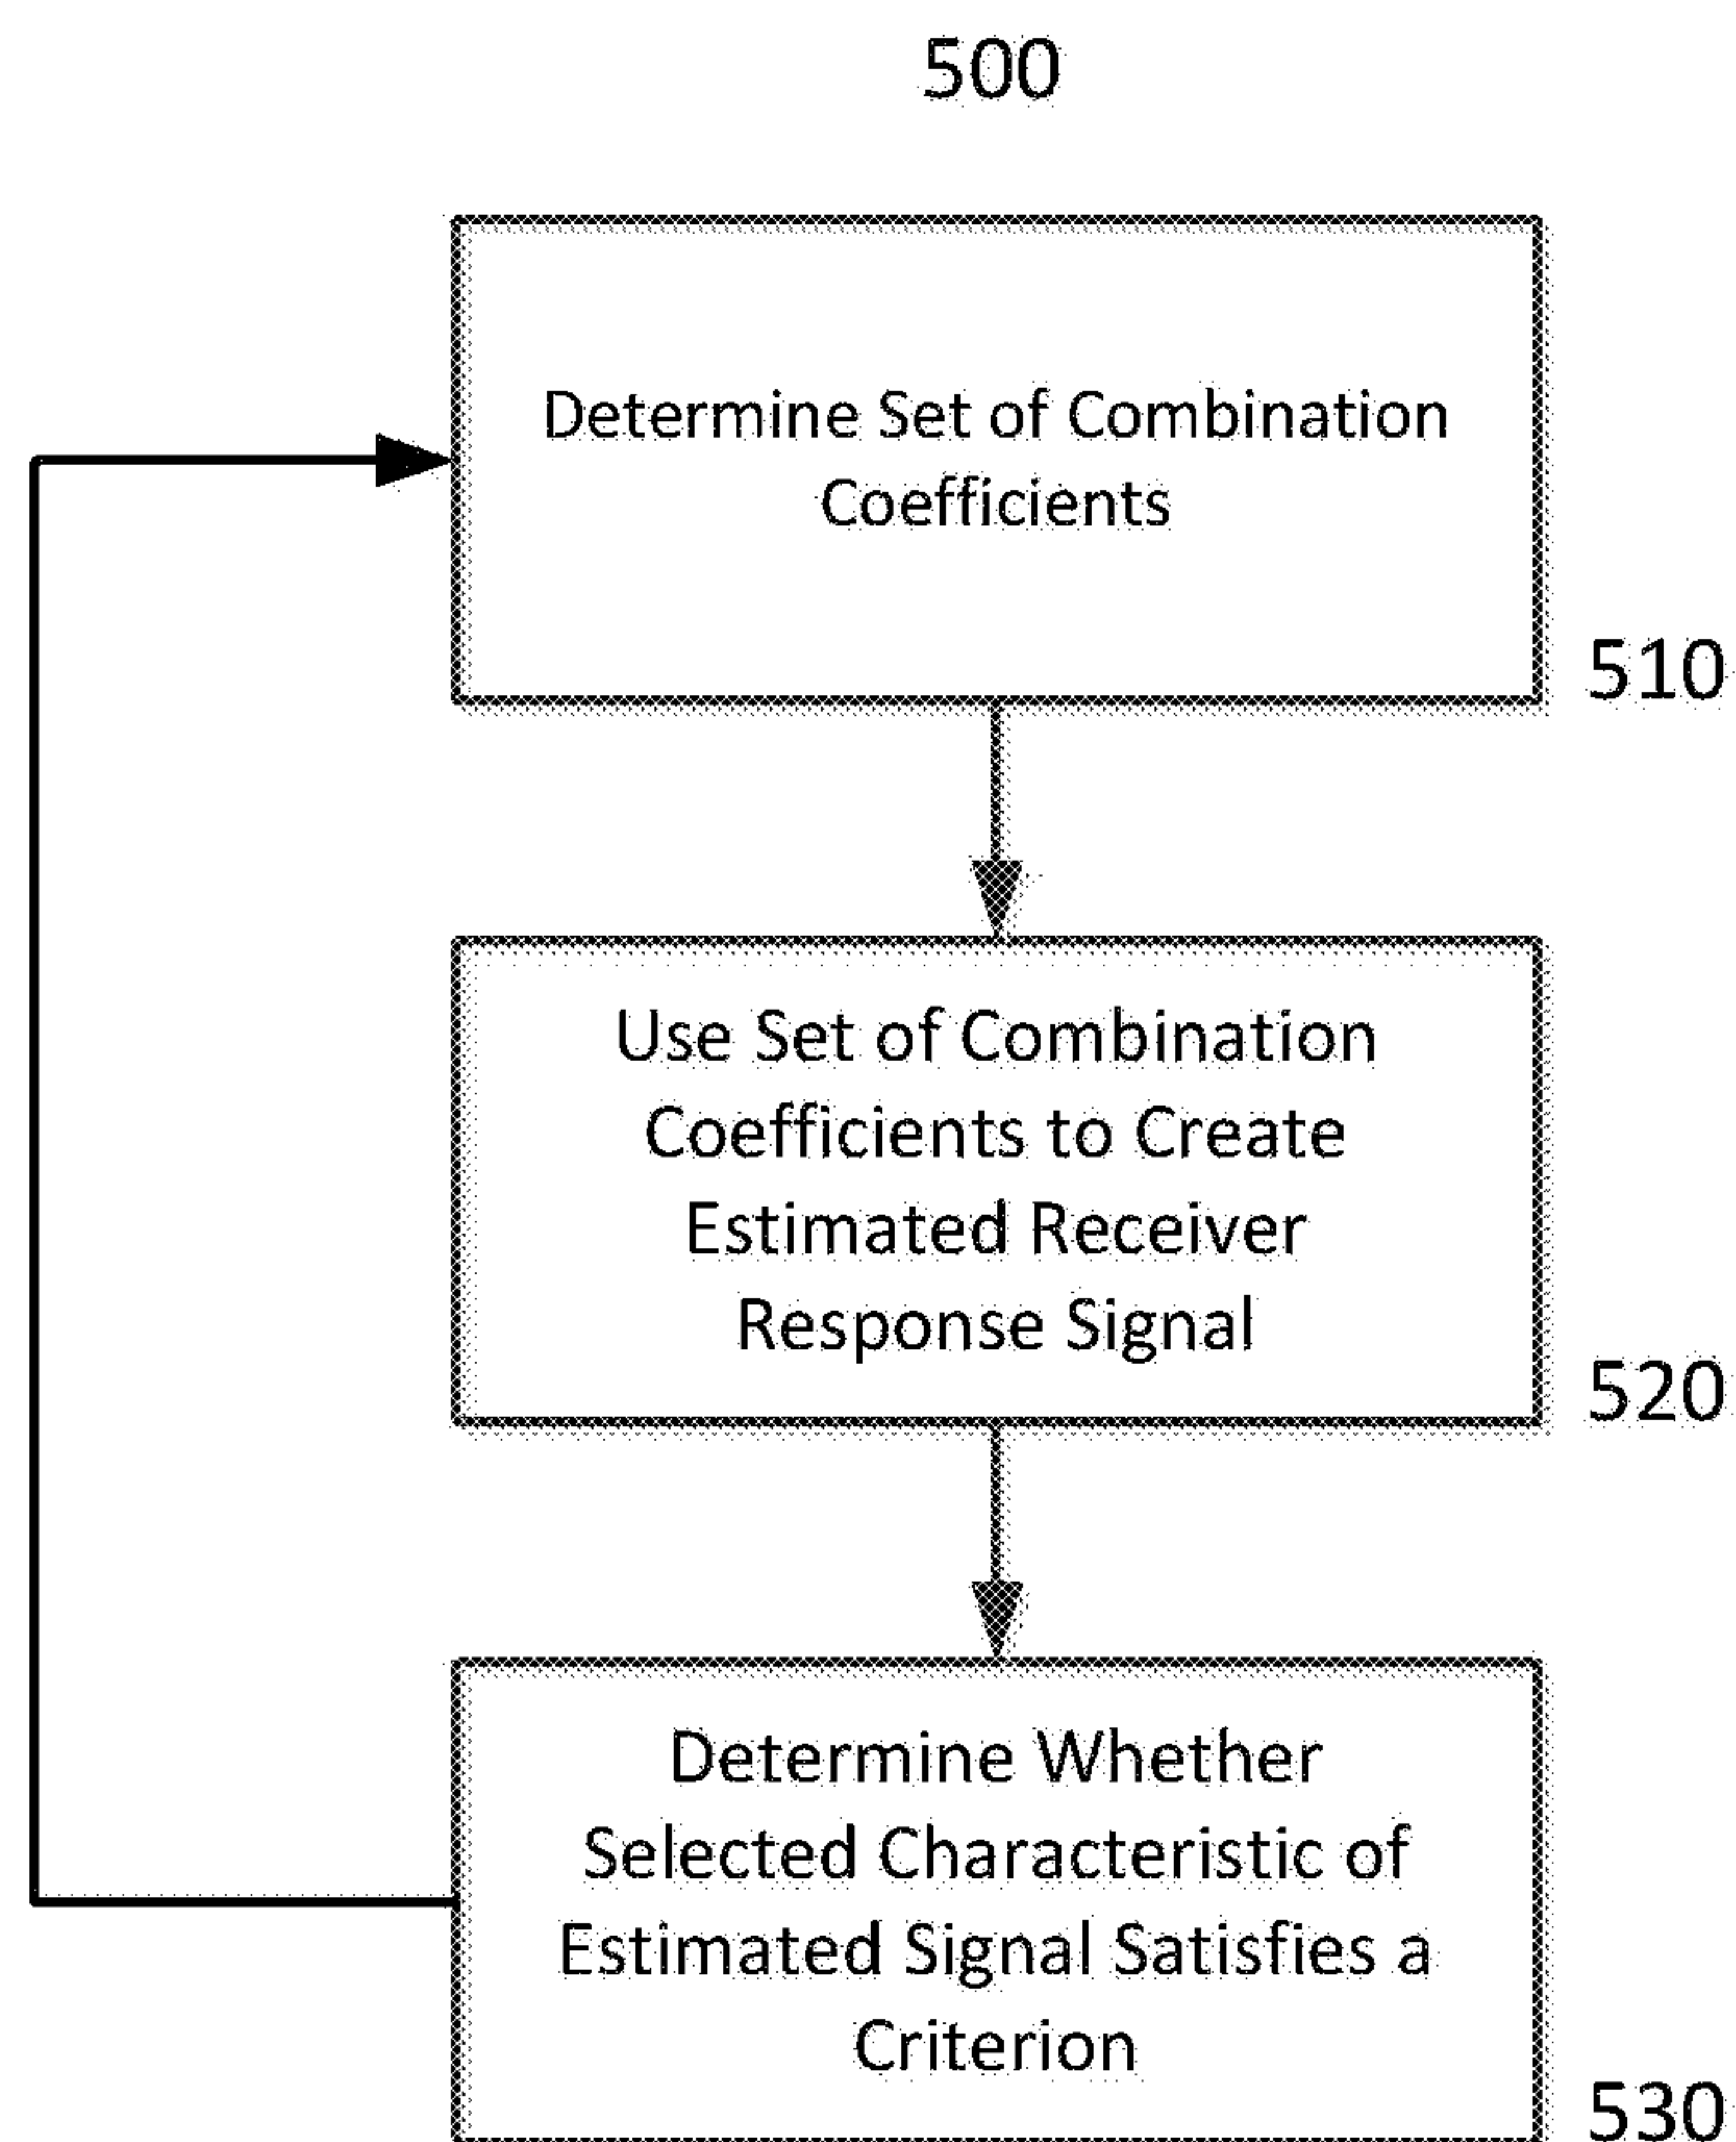 500
Determine Set of Combination
Coefficients
510
Use Set of Combination
Coefficients to Create
Estimated Receiver
Response Signal
520
Determine Whether
Selected Characteristic of
Estimated Signal Satisfies a
Criterion
530